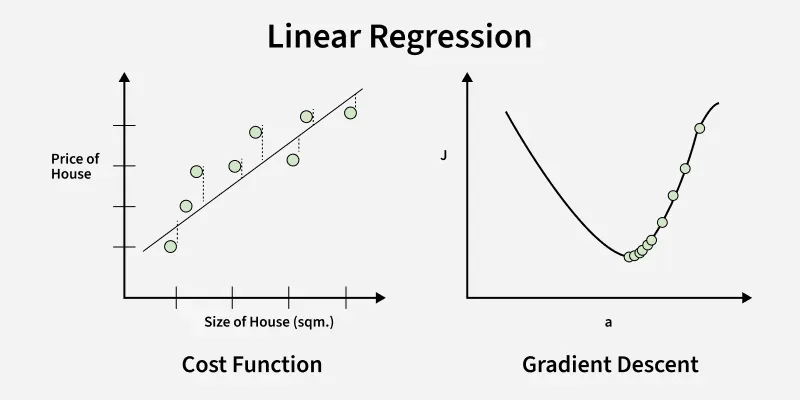 Linear Regression
Price of
House
Size of House (sqm.)
Cost Function
J
a
Gradient Descent